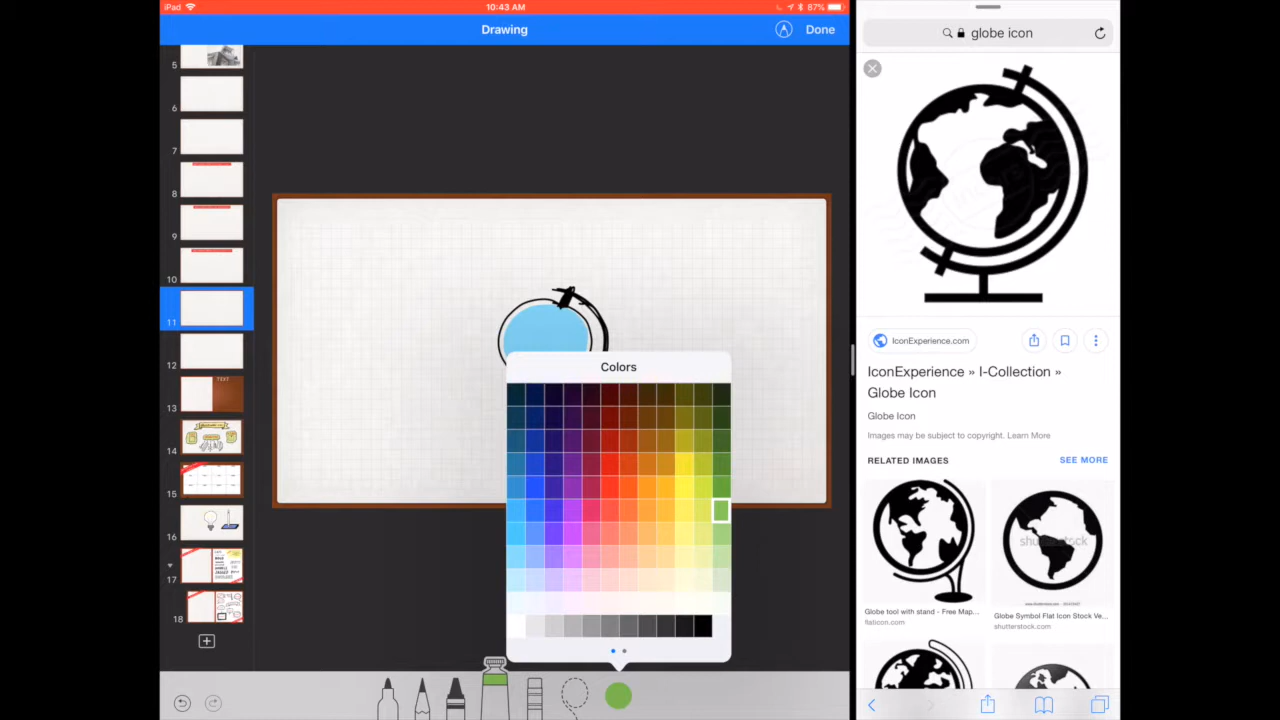 iPad
10:43 AM
87%
Drawing
Done
5
6
7
8
9
10
11
12
13
TEXT
14
15
16
17
18
Colors
globe icon
IconExperience.com
IconExperience » I-Collection »
Globe Icon
Globe Icon
Images may be subject to copyright. Learn More
RELATED IMAGES
SEE MORE
shutterstock
Globe tool with stand - Free Map...
flaticon.com
Globe Symbol Flat Icon Stock Ve...
shutterstock.com